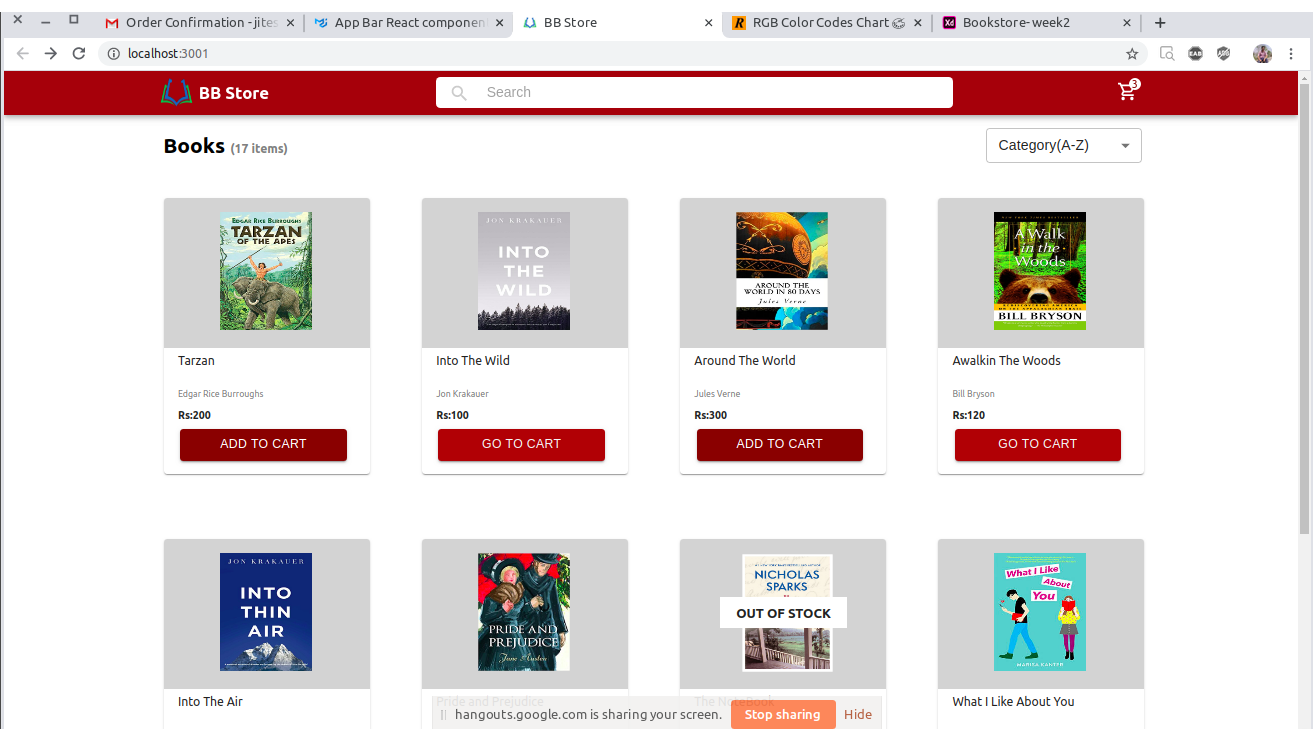 Order Confirmation - jites
App Bar React componen
BB Store
RGB Color Codes Chart
Bookstore-week2
localhost:3001
BB Store
Search
3
Books (17 items)
Category(A-Z)
EDGAR RICE BURROUGHS
TARZAN
OF THE APES
JON KRAKAUER
INTO
THE
WILD
AROUND THE
WORLD IN 80 DAYS
Jules Verne
A Walk
in the
Woods
BILL BRYSON
Tarzan
Into The Wild
Around The World
Awalkin The Woods
Edgar Rice Burroughs
Jon Krakauer
Jules Verne
Bill Bryson
Rs:200
Rs:100
Rs:300
Rs:120
ADD TO CART
GO TO CART
ADD TO CART
GO TO CART
JON KRAKAUER
INTO
THIN
AIR
PRIDE AND
PREJUDICE
Jane Austen
NICHOLAS
SPARKS
OUT OF STOCK
What I Like
About
You
MARISA KANTER
Into The Air
Pride and Prejudice
The NoteBook
What I Like About You
hangouts.google.com is sharing your screen.
Stop sharing
Hide